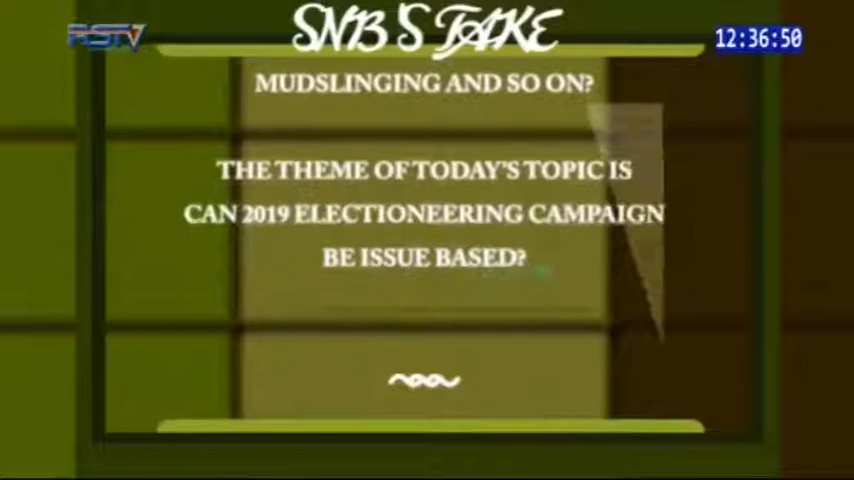 SNB'S TAKE
RSTV
12:36:50
MUDSLINGING AND SO ON?
THE THEME OF TODAY'S TOPIC IS
CAN 2019 ELECTIONEERING CAMPAIGN
BE ISSUE BASED?